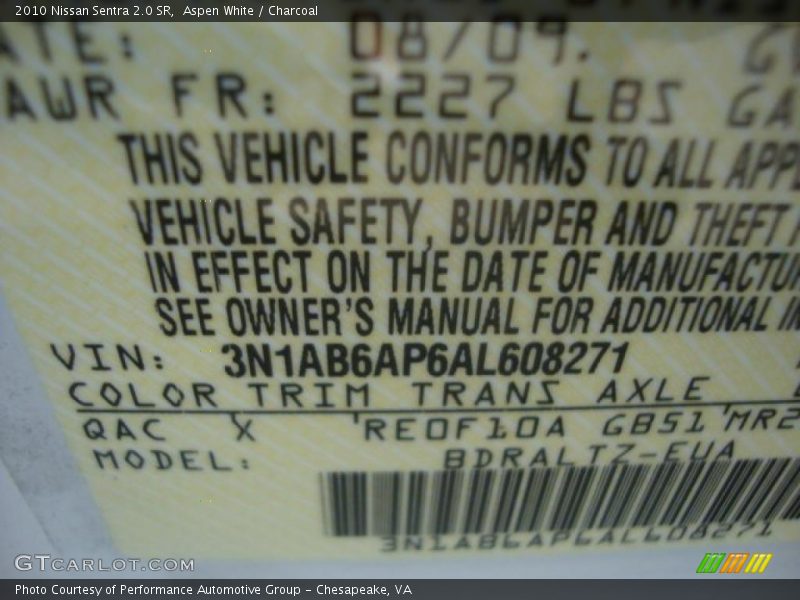 2010 Nissan Sentra 2.0 SR, Aspen White / Charcoal
08/09.
FR: 2227 LBS
THIS VEHICLE CONFORMS TO ALL
VEHICLE SAFETY, BUMPER AND THEFT
IN EFFECT ON THE DATE OF
SEE OWNER'S MANUAL FOR ADDITIONAL
VIN: 3N1AB6AP6AL608271
COLOR TRIM TRANS AXLE
QAC X RE0F10A GB51
MODEL: BDRALTZ-EUA
3N1AB6AP6AL608271
GTCARLOT.COM
Photo Courtesy of Performance Automotive Group - Chesapeake, VA